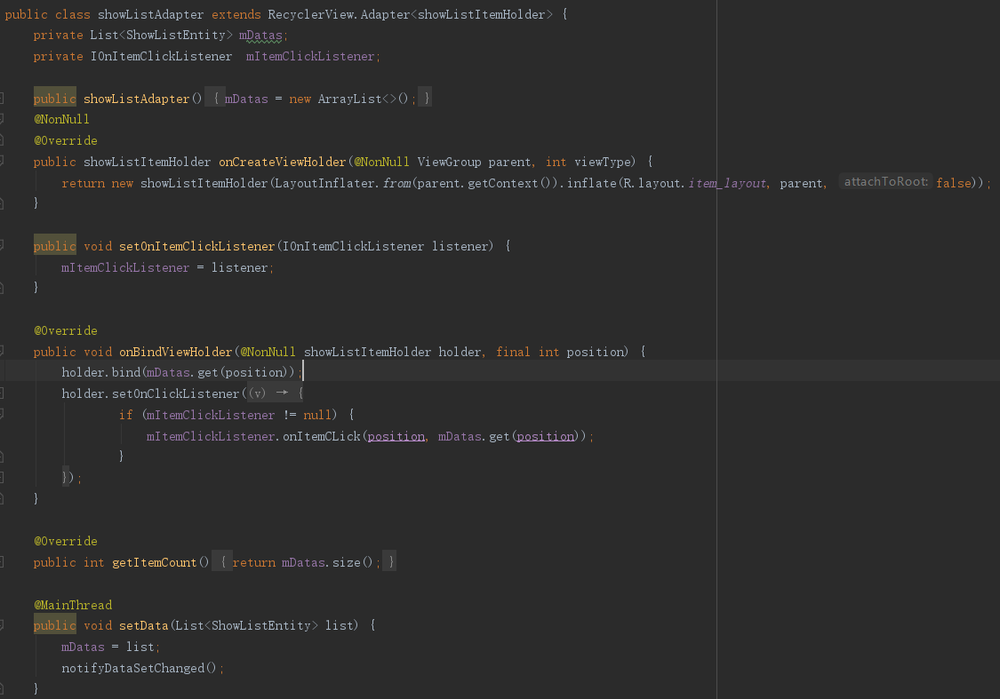 public class showListAdapter extends RecyclerView.Adapter<showListItemHolder> {
private List<ShowListEntity> mDatas;
private IOnItemClickListener mItemClickListener;
public showListAdapter() { mDatas = new ArrayList<>(); }
@NonNull
@Override
public showListItemHolder onCreateViewHolder(@NonNull ViewGroup parent, int viewType) {
return new showListItemHolder(LayoutInflater.from(parent.getContext()).inflate(R.layout.item_layout, parent, attachToRoot: false));
}
public void setOnItemClickListener(IOnItemClickListener listener) {
mItemClickListener = listener;
}
@Override
public void onBindViewHolder(@NonNull showListItemHolder holder, final int position) {
holder.bind(mDatas.get(position));
holder.setOnClickListener((v) → {
if (mItemClickListener != null) {
mItemClickListener.onItemCLick(position, mDatas.get(position));
}
});
}
@Override
public int getItemCount() { return mDatas.size(); }
@MainThread
public void setData(List<ShowListEntity> list) {
mDatas = list;
notifyDataSetChanged();
}